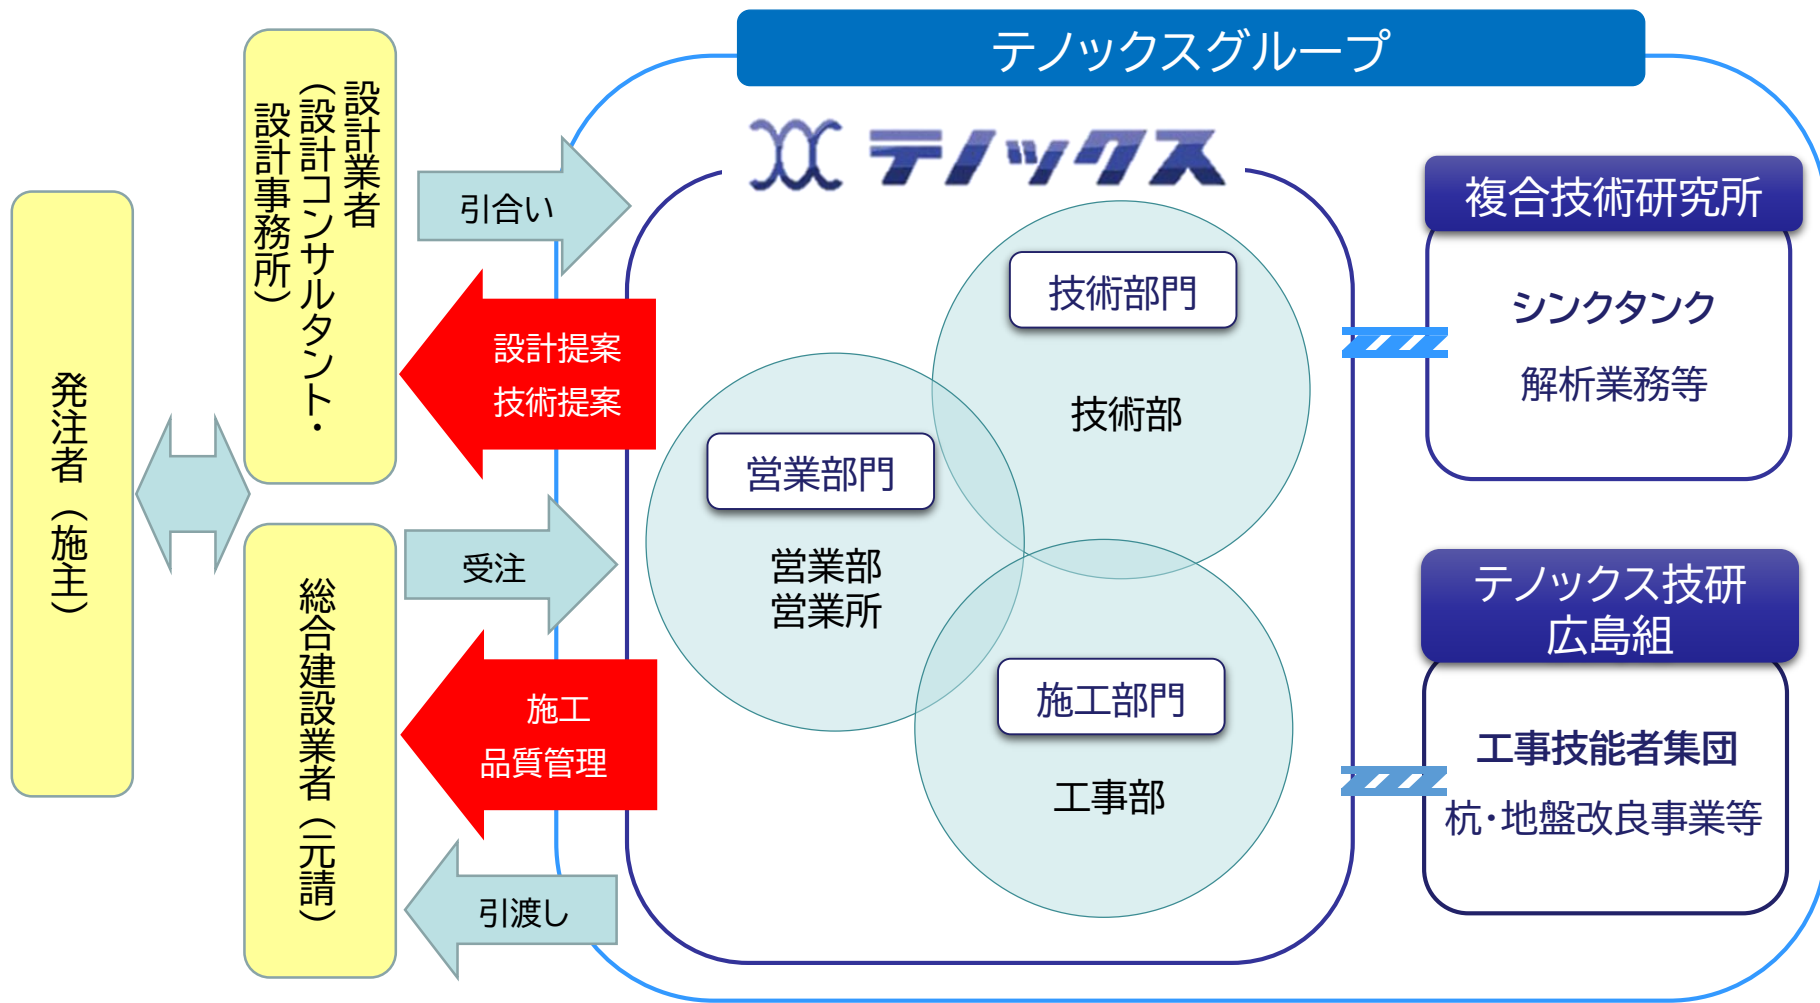 テノックスグループ
テノックス
発注者（施主）
設計業者
（設計コンサルタント・
設計事務所）
総合建設業者（元請）
引合い
設計提案
技術提案
受注
施工
品質管理
引渡し
技術部門
技術部
営業部門
営業部
営業所
施工部門
工事部
複合技術研究所
シンクタンク
解析業務等
テノックス技研
広島組
工事技能者集団
杭・地盤改良事業等